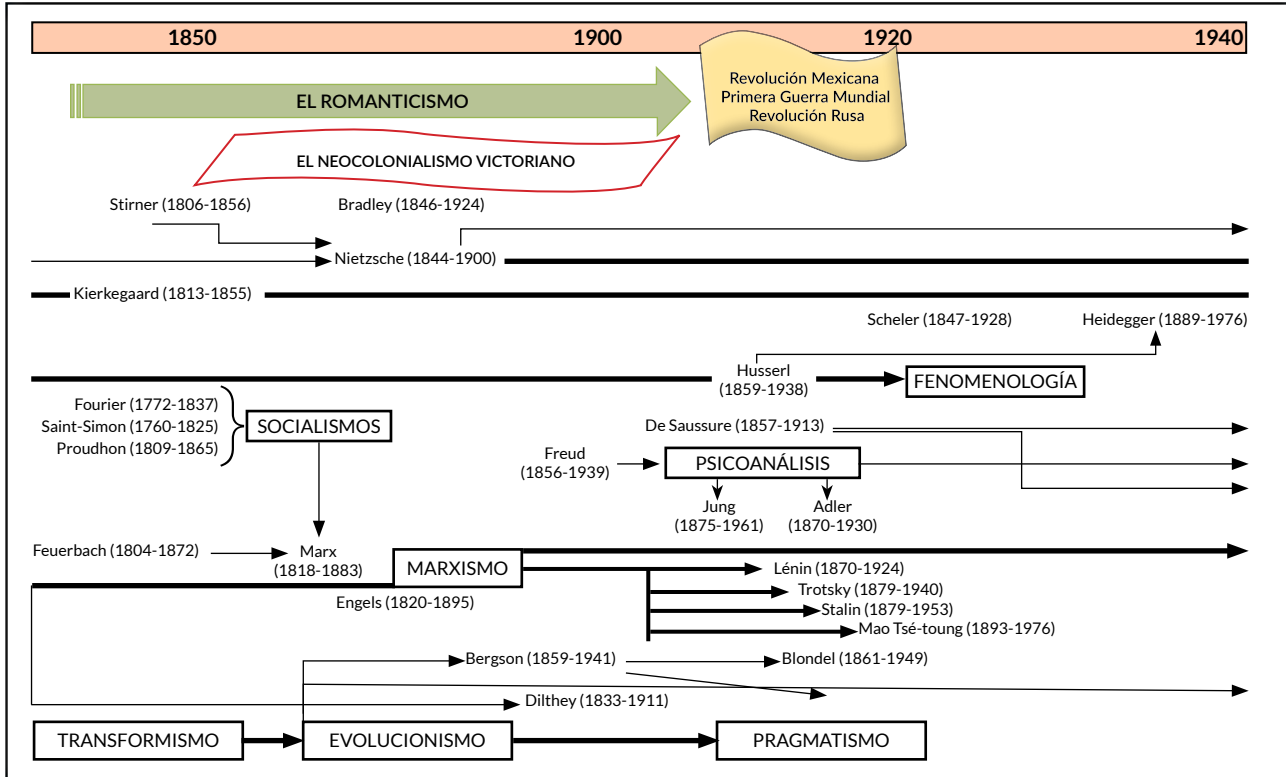 1850 1900 1920 1940
EL ROMANTICISMO
Revolución Mexicana
Primera Guerra Mundial
Revolución Rusa
EL NEOCOLONIALISMO VICTORIANO
Stirner (1806-1856)
Bradley (1846-1924)
Nietzsche (1844-1900)
Kierkegaard (1813-1855)
Scheler (1847-1928)
Heidegger (1889-1976)
Husserl
(1859-1938)
FENOMENOLOGÍA
Fourier (1772-1837)
Saint-Simon (1760-1825)
Proudhon (1809-1865)
SOCIALISMOS
De Saussure (1857-1913)
Freud
(1856-1939)
PSICOANÁLISIS
Jung
(1875-1961)
Adler
(1870-1930)
Feuerbach (1804-1872)
Marx
(1818-1883)
MARXISMO
Engels (1820-1895)
Lénin (1870-1924)
Trotsky (1879-1940)
Stalin (1879-1953)
Mao Tsé-toung (1893-1976)
Bergson (1859-1941)
Blondel (1861-1949)
Dilthey (1833-1911)
TRANSFORMISMO
EVOLUCIONISMO
PRAGMATISMO